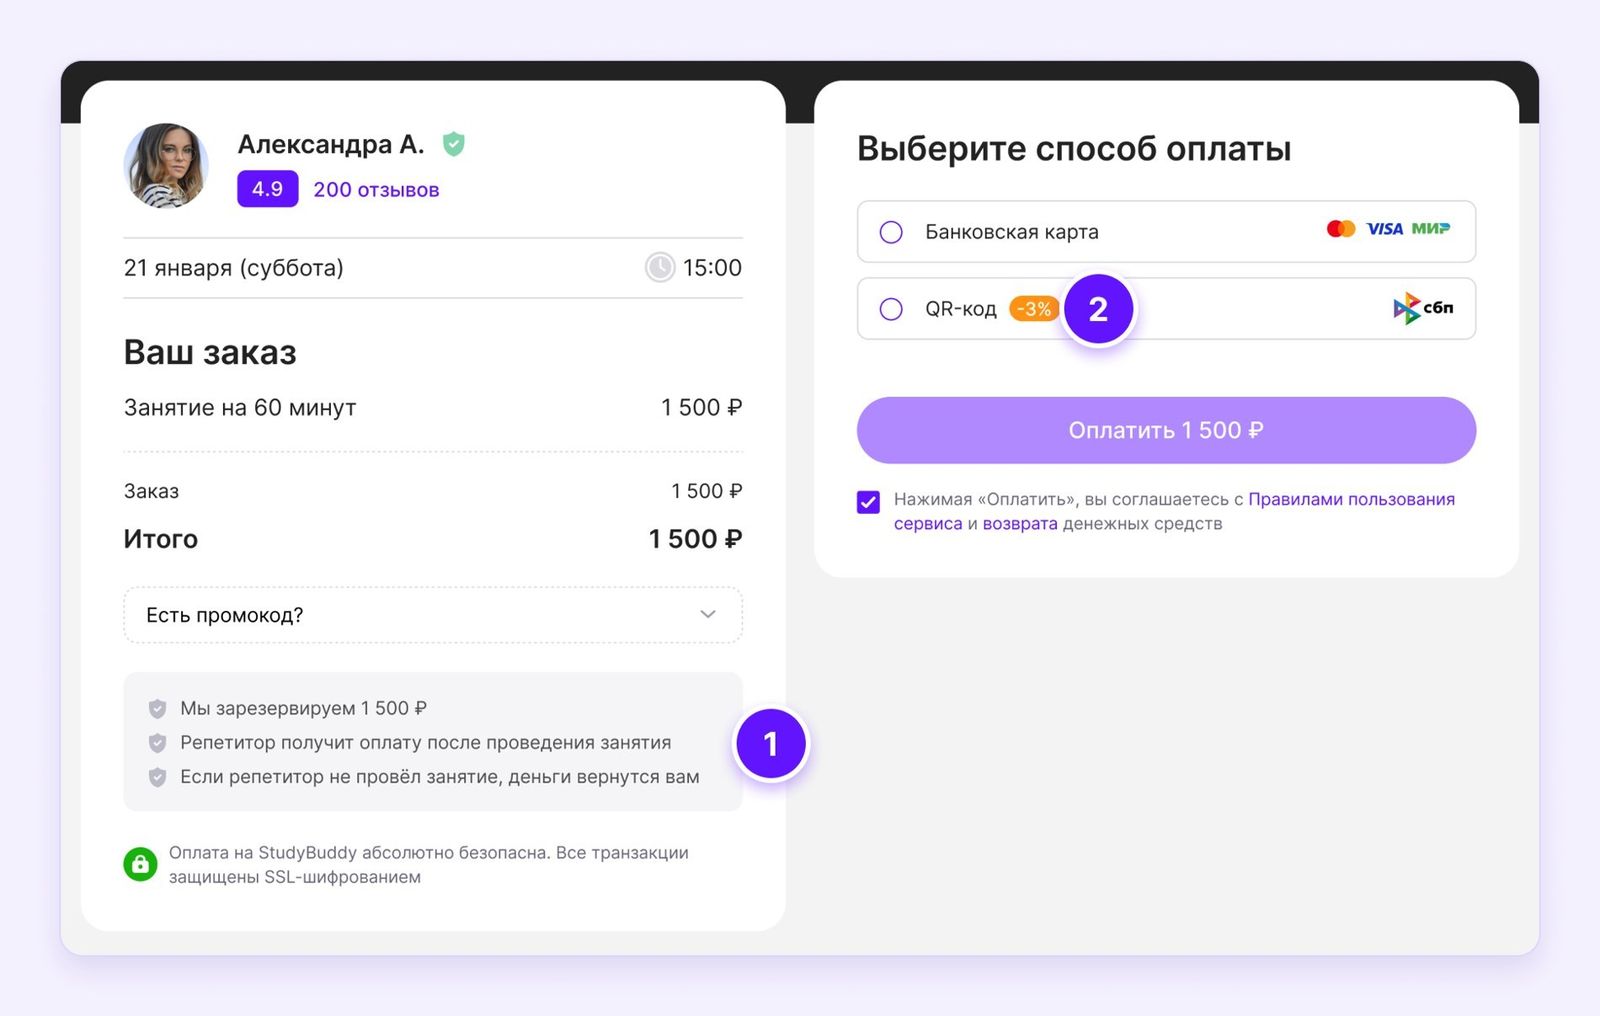 Александра А.
4.9 200 отзывов
21 января (суббота) 15:00
Ваш заказ
Занятие на 60 минут 1 500 ₽
Заказ 1 500 ₽
Итого 1 500 ₽
Есть промокод?
Мы зарезервируем 1 500 ₽
Репетитор получит оплату после проведения занятия
Если репетитор не провёл занятие, деньги вернутся вам
1
Оплата на StudyBuddy абсолютно безопасна. Все транзакции
защищены SSL-шифрованием
Выберите способ оплаты
Банковская карта VISA МИР
QR-код -3% 2 сбп
Оплатить 1 500 ₽
Нажимая «Оплатить», вы соглашаетесь с Правилами пользования
сервиса и возврата денежных средств